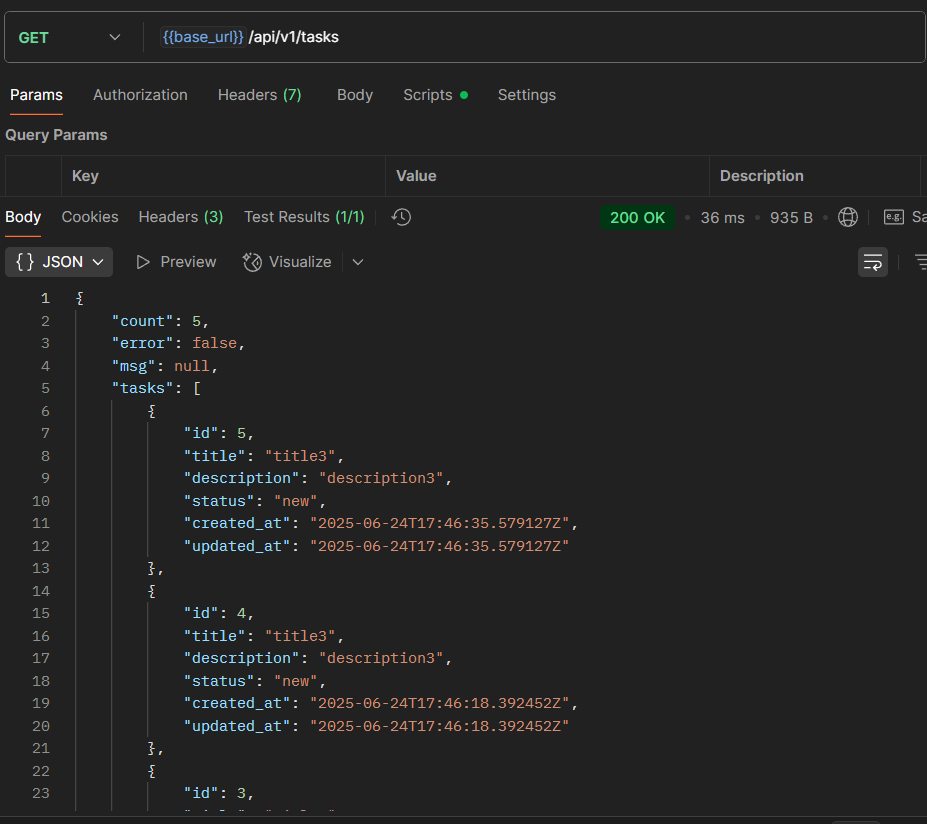 GET {{base_url}} /api/v1/tasks
Params Authorization Headers (7) Body Scripts Settings
Query Params
Key Value Description
Body Cookies Headers (3) Test Results (1/1) 200 OK 36 ms 935 B e.g. Sa
{ } JSON Preview Visualize
1 {
2 "count": 5,
3 "error": false,
4 "msg": null,
5 "tasks": [
6 {
7 "id": 5,
8 "title": "title3",
9 "description": "description3",
10 "status": "new",
11 "created_at": "2025-06-24T17:46:35.579127Z",
12 "updated_at": "2025-06-24T17:46:35.579127Z"
13 },
14 {
15 "id": 4,
16 "title": "title3",
17 "description": "description3",
18 "status": "new",
19 "created_at": "2025-06-24T17:46:18.392452Z",
20 "updated_at": "2025-06-24T17:46:18.392452Z"
21 },
22 {
23 "id": 3,